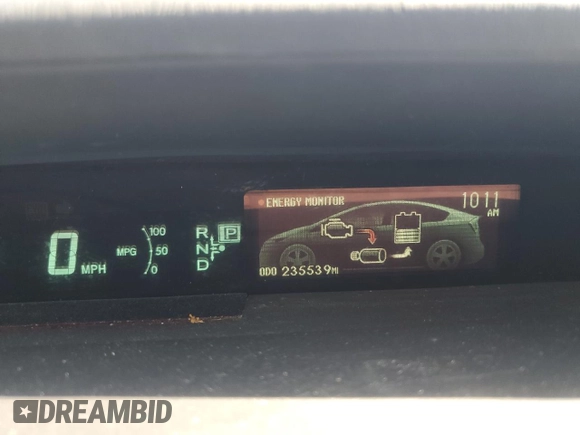 ENERGY MONITOR
1011
AM
0
MPH
MPG
100
50
0
R
N
D
P
ODO 235539MI
#DREAMBID